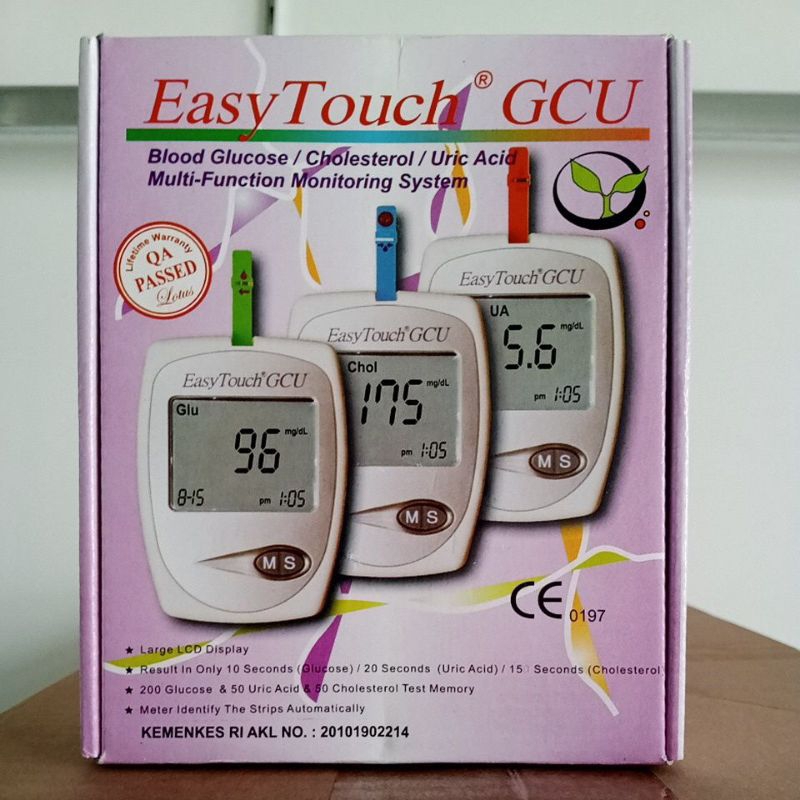 EasyTouch® GCU
Blood Glucose / Cholesterol / Uric Acid
Multi-Function Monitoring System
Lifetime Warranty
QA
PASSED
Lotus
EasyTouch® GCU
UA
5.6 mg/dL
pm 1:05
M S
EasyTouch® GCU
Chol
175 mg/dL
pm 1:05
M S
EasyTouch® GCU
Glu
96 mg/dL
8-15 pm 1:05
M S
CE 0197
★ Large LCD Display
★ Result In Only 10 Seconds (Glucose) / 20 Seconds (Uric Acid) / 150 Seconds (Cholesterol)
★ 200 Glucose & 50 Uric Acid & 50 Cholesterol Test Memory
★ Meter Identify The Strips Automatically
KEMENKES RI AKL NO. : 20101902214